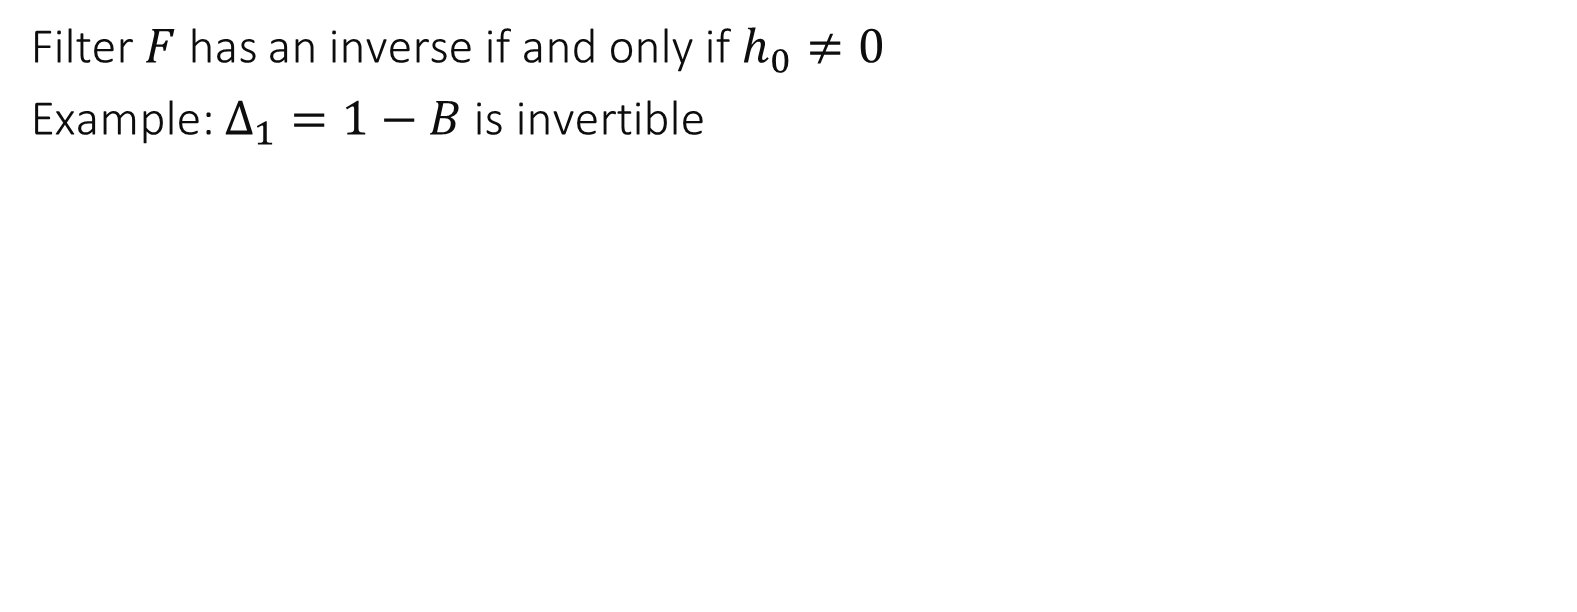 Filter 𝐹 has an inverse if and only if ℎ₀ ≠ 0
Example: Δ₁ = 1 − 𝐵 is invertible